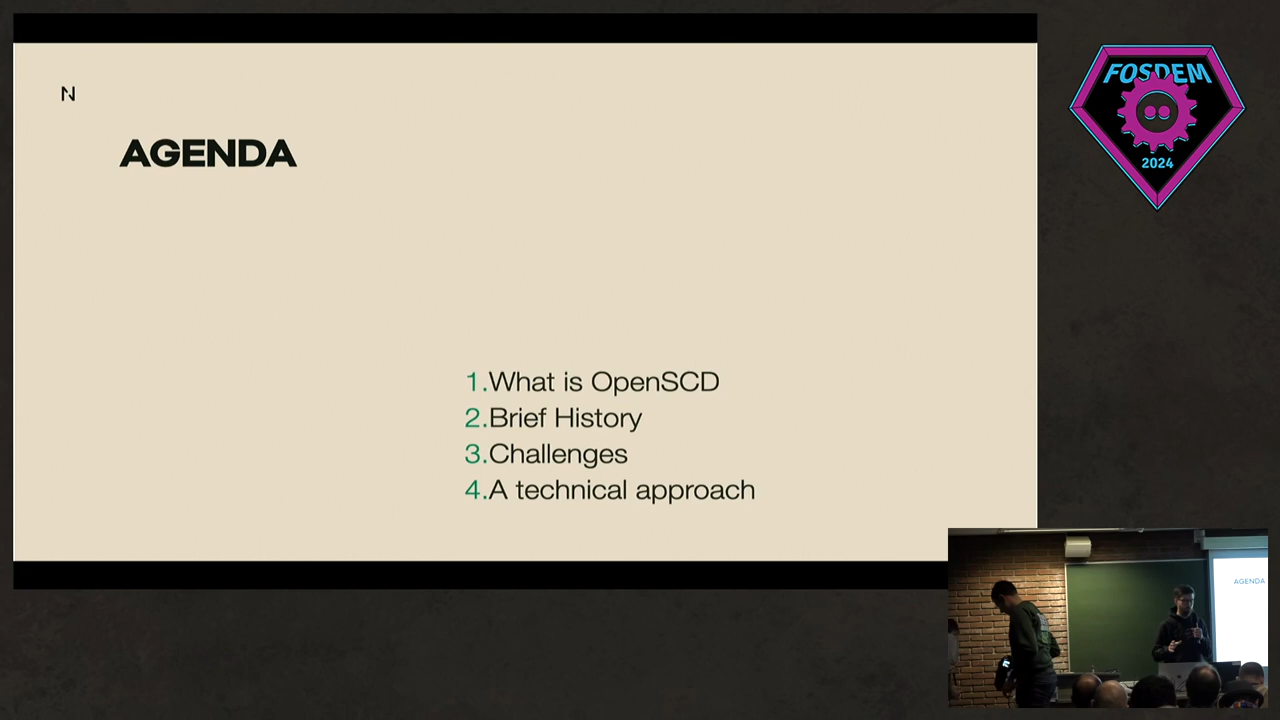 N
AGENDA
1.What is OpenSCD
2.Brief History
3.Challenges
4.A technical approach
FOSDEM
2024
AGENDA